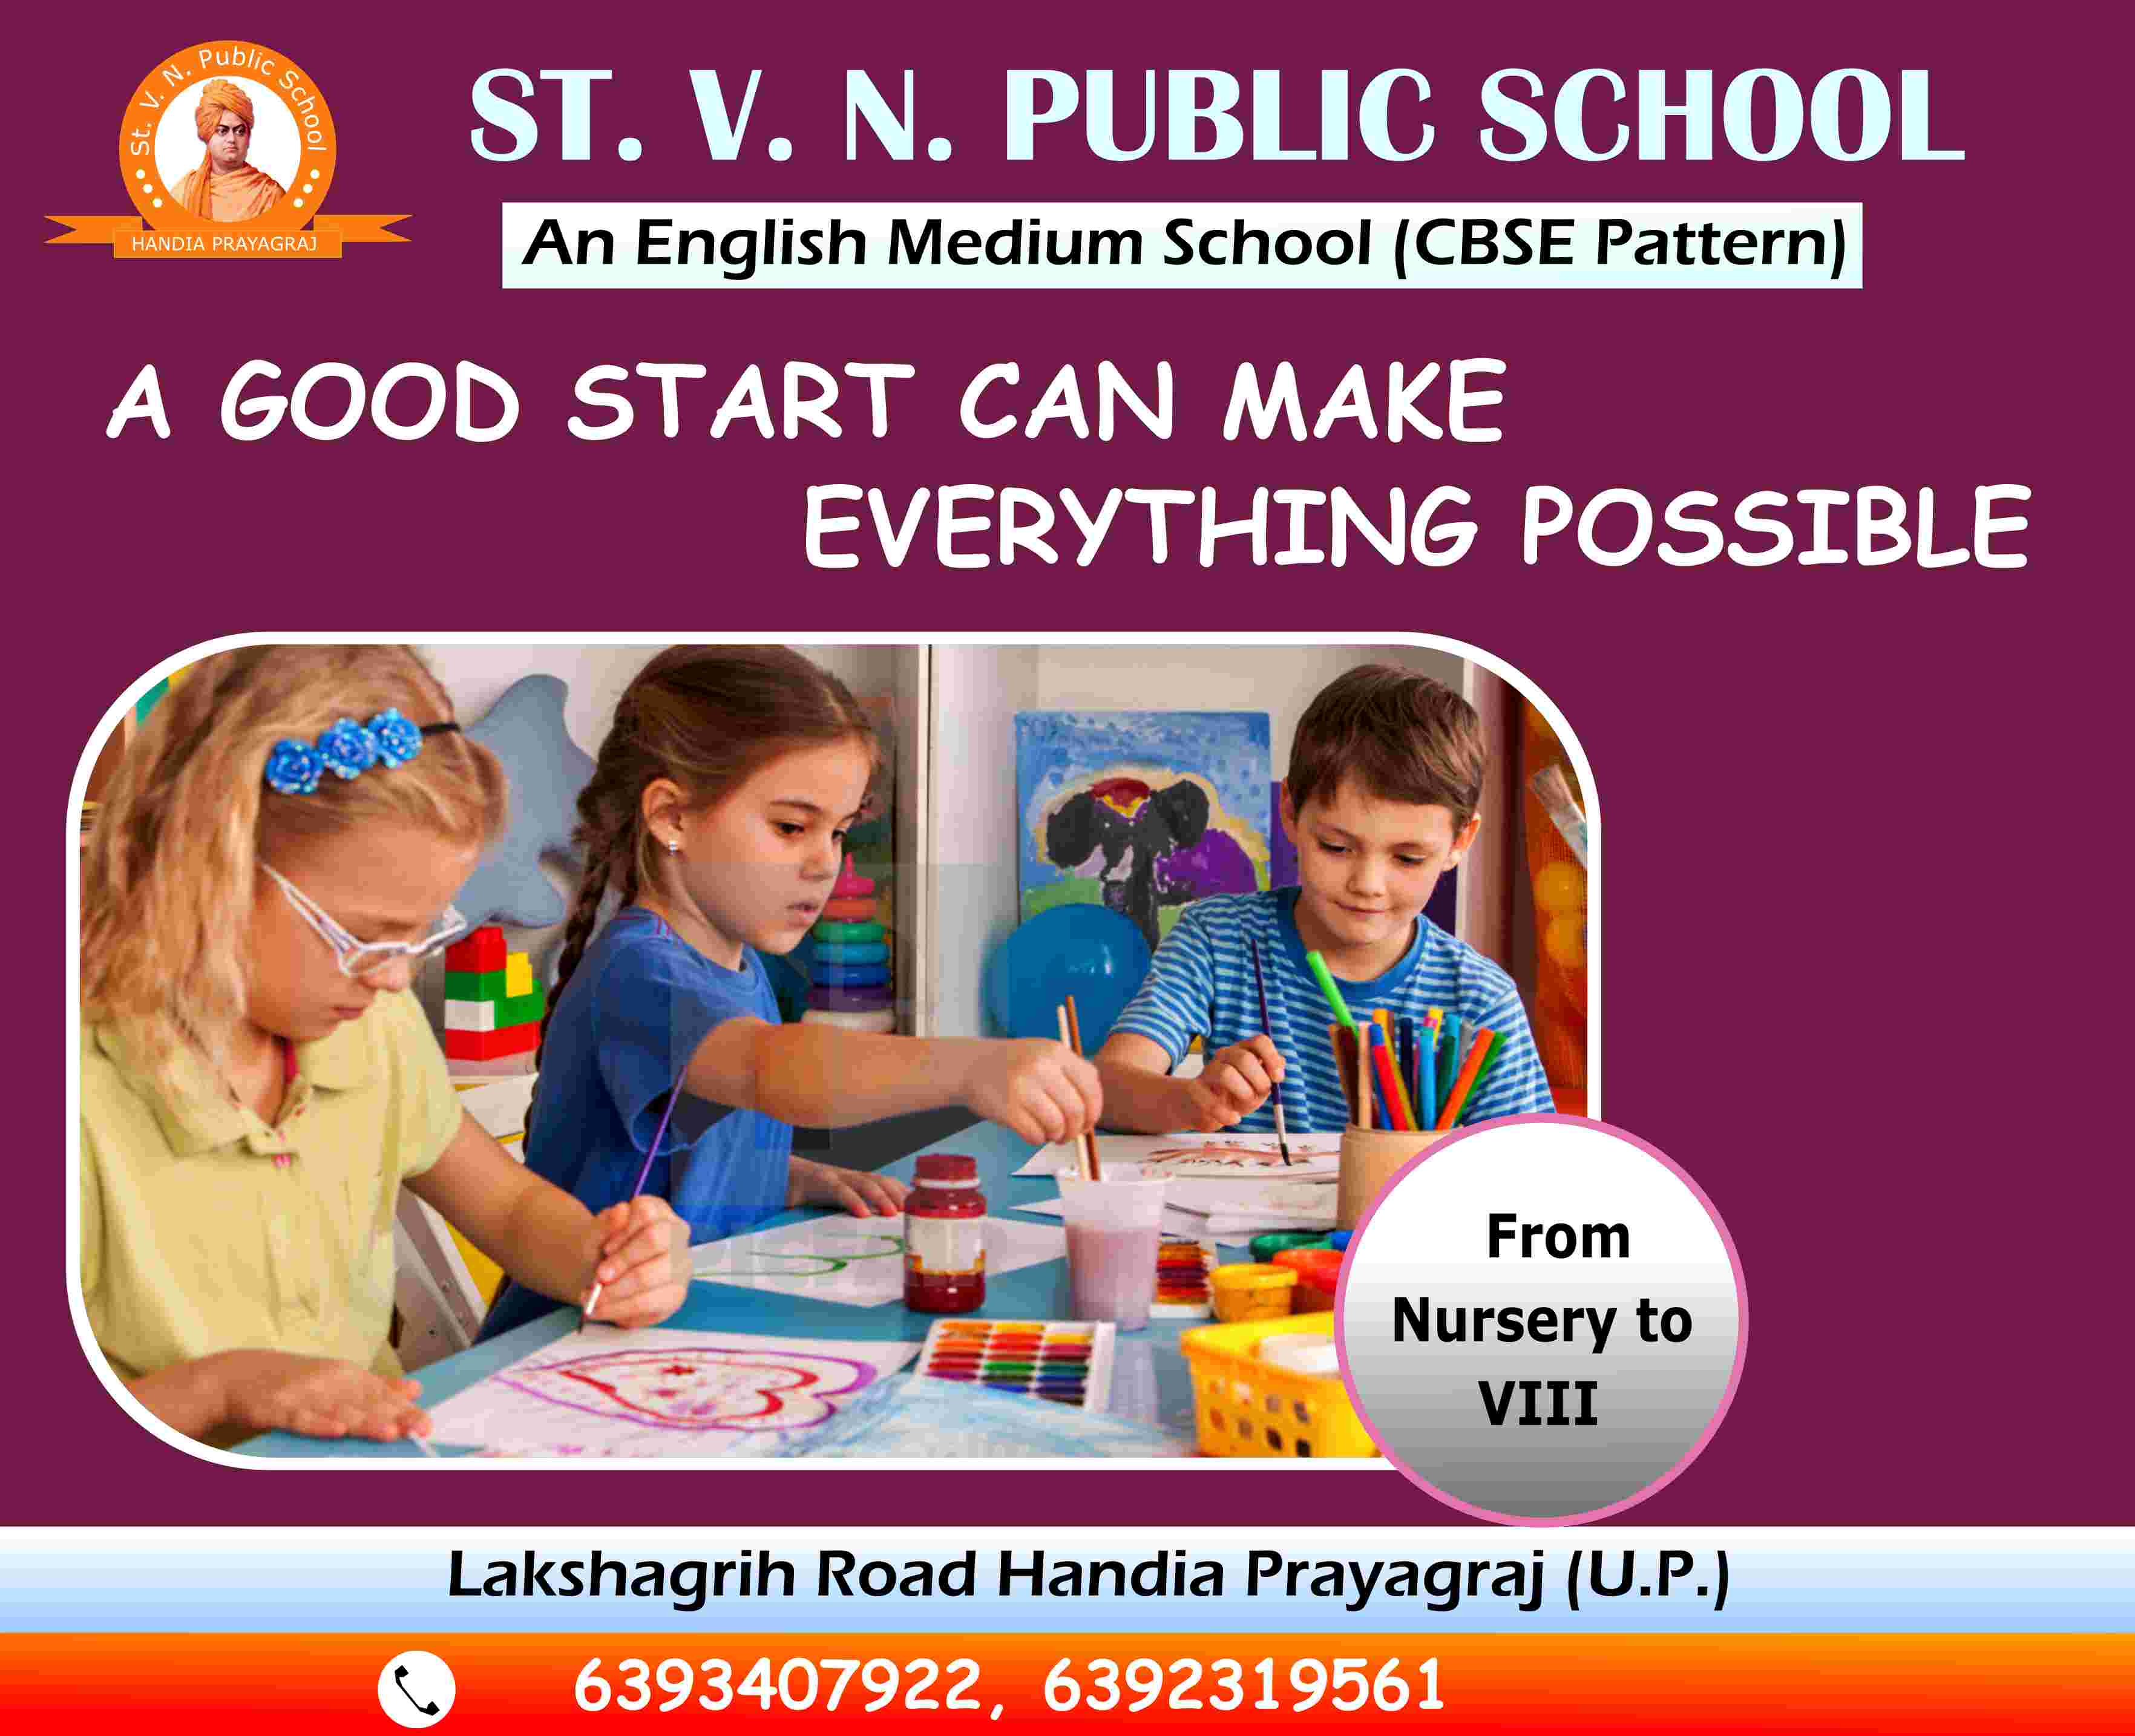 St. V. N. Public School
HANDIA PRAYAGRAJ
ST. V. N. PUBLIC SCHOOL
An English Medium School (CBSE Pattern)
A GOOD START CAN MAKE
EVERYTHING POSSIBLE
From
Nursery to
VIII
Lakshagrih Road Handia Prayagraj (U.P.)
6393407922, 6392319561